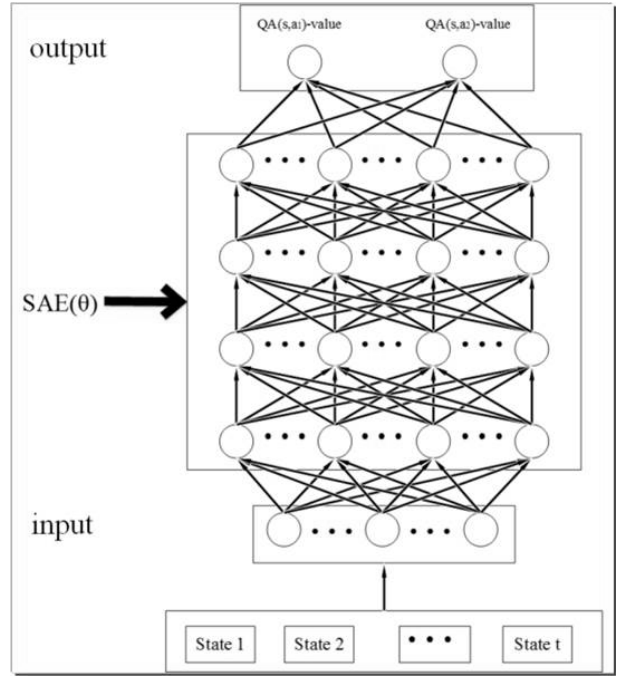 QA(s,a1)-value QA(s,a2)-value
output
SAE(θ)
input
State 1 State 2 • • • State t